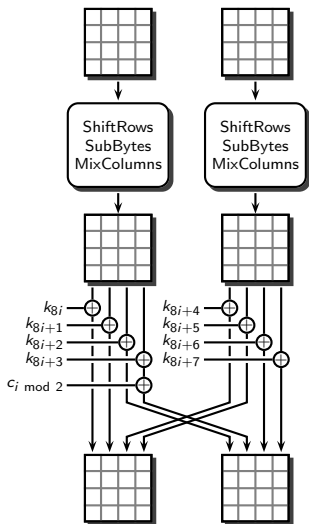 ShiftRows
SubBytes
MixColumns
ShiftRows
SubBytes
MixColumns
k8i
k8i+1
k8i+2
k8i+3
ci mod 2
k8i+4
k8i+5
k8i+6
k8i+7